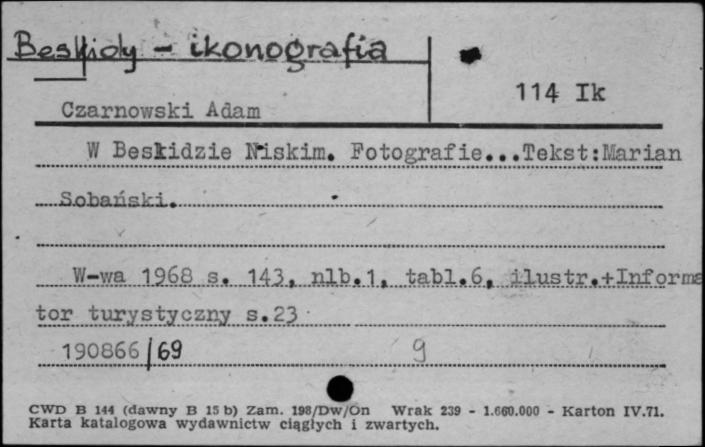 Beskidy - ikonografia
114 Ik
Czarnowski Adam
W Beskidzie Niskim. Fotografie...Tekst:Marian
Sobański.
W-wa 1968 s. 143, nlb.1, tabl.6, ilustr.+Informa
tor turystyczny s.23
190866/69 9
CWD B 144 (dawny B 15 b) Zam. 198/Dw/On Wrak 239 - 1.660.000 - Karton IV.71.
Karta katalogowa wydawnictw ciągłych i zwartych.